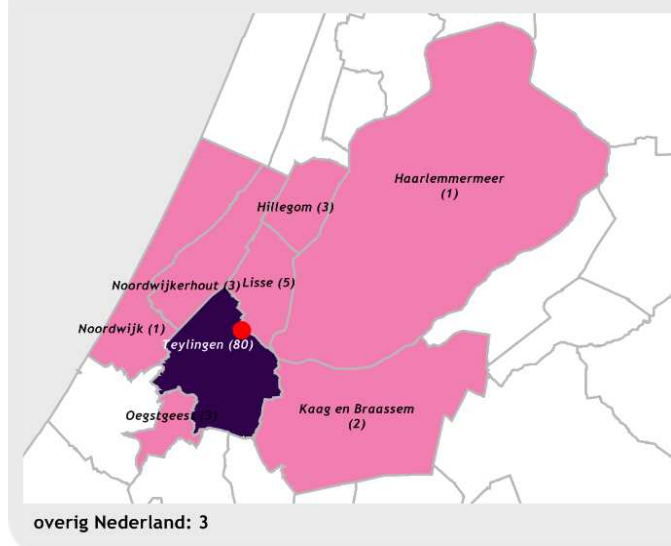 Haarlemmermeer
(1)
Hillegom (3)
Noordwijkerhout (3)
Lisse (5)
Noordwijk (1)
Teylingen (80)
Oegstgeest (3)
Kaag en Braassem
(2)
overig Nederland: 3